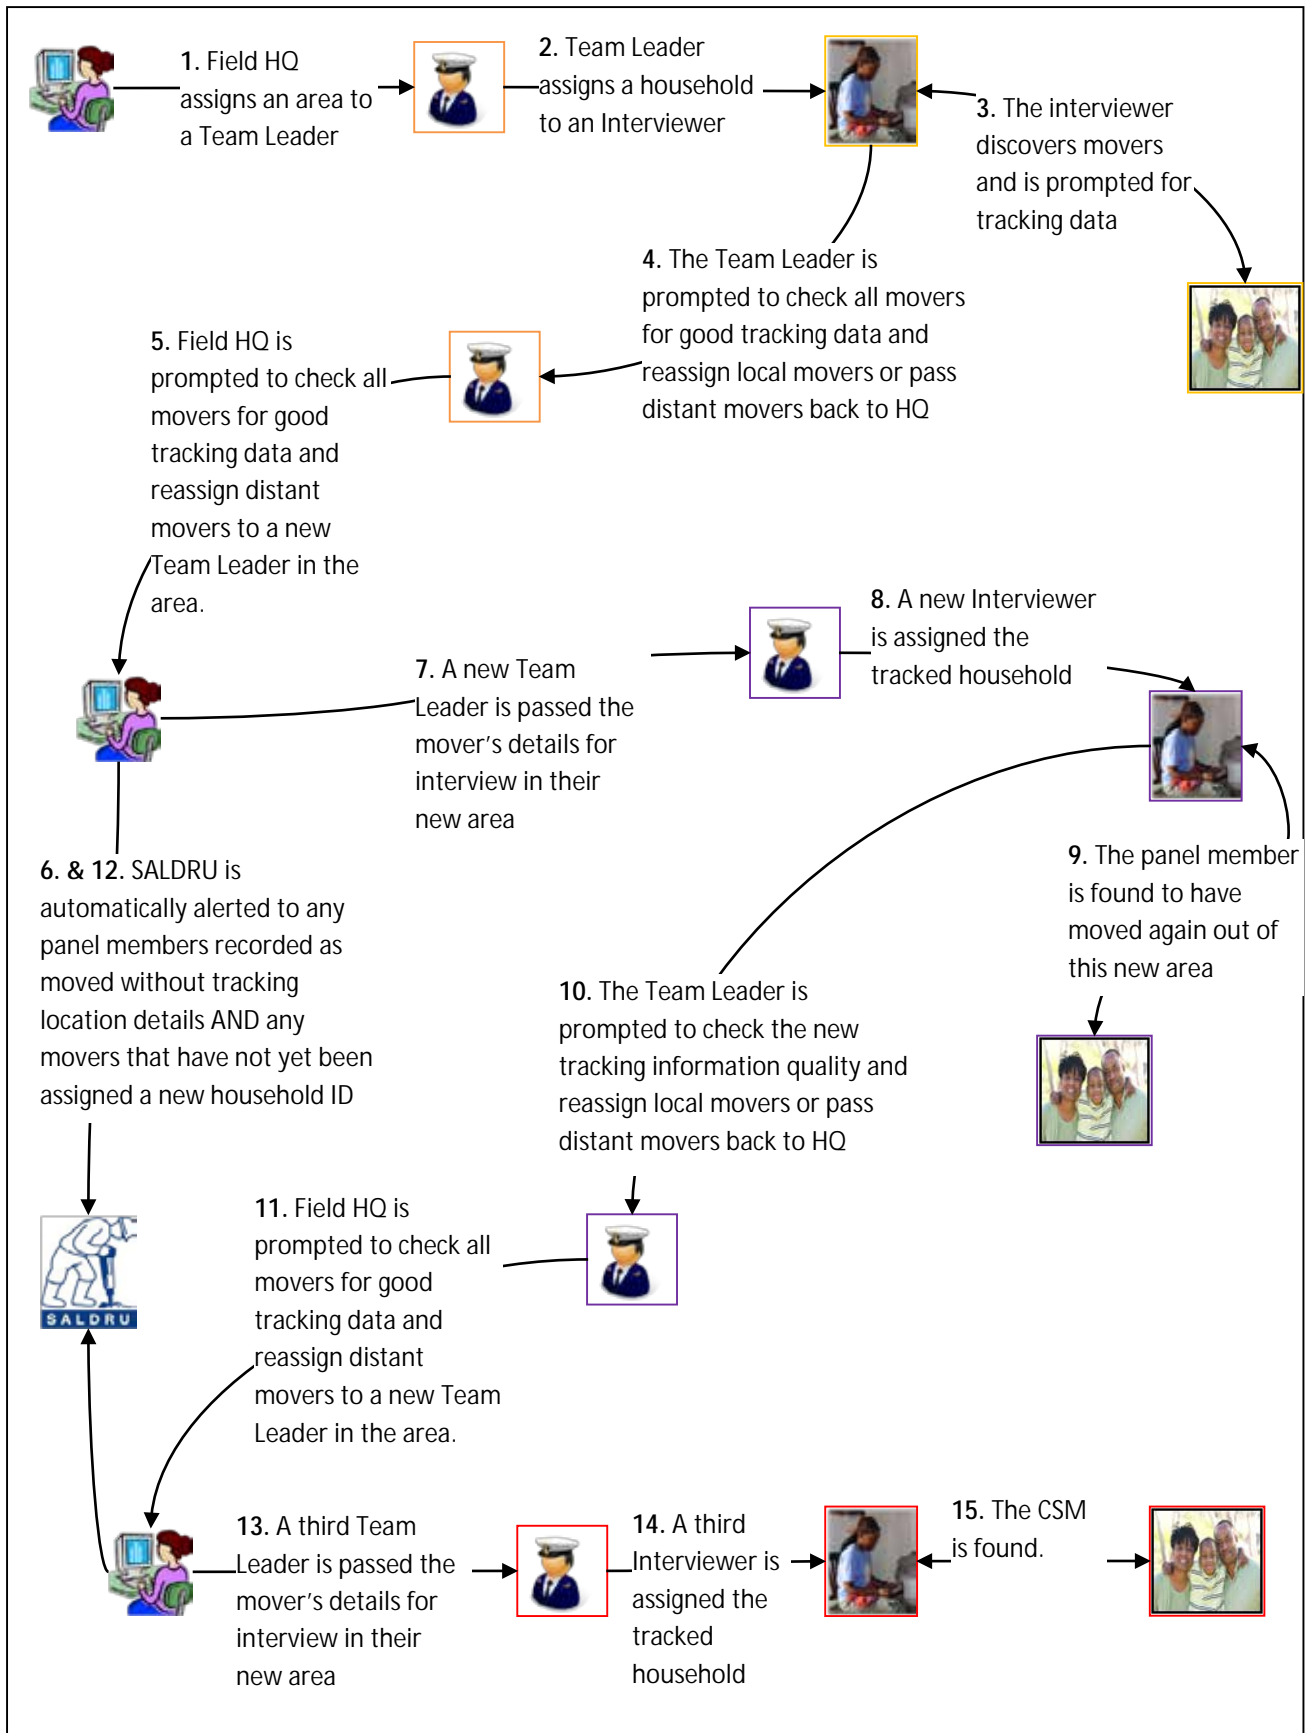 1. Field HQ
assigns an area to
a Team Leader
2. Team Leader
assigns a household
to an Interviewer
3. The interviewer
discovers movers
and is prompted for
tracking data
4. The Team Leader is
prompted to check all movers
for good tracking data and
reassign local movers or pass
distant movers back to HQ
5. Field HQ is
prompted to check all
movers for good
tracking data and
reassign distant
movers to a new
Team Leader in the
area.
6. & 12. SALDRU is
automatically alerted to any
panel members recorded as
moved without tracking
location details AND any
movers that have not yet been
assigned a new household ID
7. A new Team
Leader is passed the
mover's details for
interview in their
new area
8. A new Interviewer
is assigned the
tracked household
9. The panel member
is found to have
moved again out of
this new area
10. The Team Leader is
prompted to check the new
tracking information quality and
reassign local movers or pass
distant movers back to HQ
11. Field HQ is
prompted to check all
movers for good
tracking data and
reassign distant
movers to a new Team
Leader in the area.
SALDRU
13. A third Team
Leader is passed the
mover's details for
interview in their
new area
14. A third
Interviewer is
assigned the
tracked
household
15. The CSM
is found.